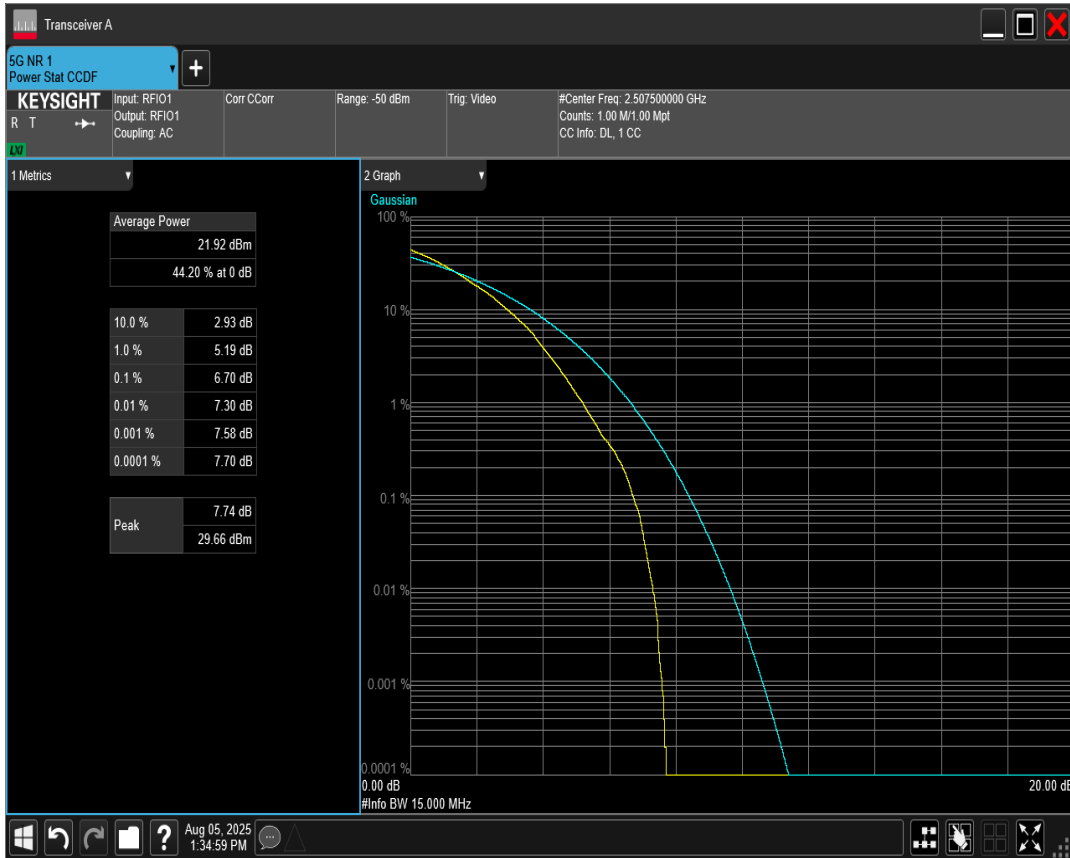 Transceiver A
5G NR 1
Power Stat CCDF
KEYSIGHT
R T
LXI
Input: RFIO1
Output: RFIO1
Coupling: AC
Corr CCorr
Range: -50 dBm
Trig: Video
#Center Freq: 2.507500000 GHz
Counts: 1.00 M/1.00 Mpt
CC Info: DL, 1 CC
1 Metrics
Average Power
21.92 dBm
44.20 % at 0 dB
10.0 % 2.93 dB
1.0 % 5.19 dB
0.1 % 6.70 dB
0.01 % 7.30 dB
0.001 % 7.58 dB
0.0001 % 7.70 dB
Peak 7.74 dB
29.66 dBm
2 Graph
Gaussian
100 %
10 %
1 %
0.1 %
0.01 %
0.001 %
0.0001 %
0.00 dB 20.00 dB
#Info BW 15.000 MHz
Aug 05, 2025
1:34:59 PM